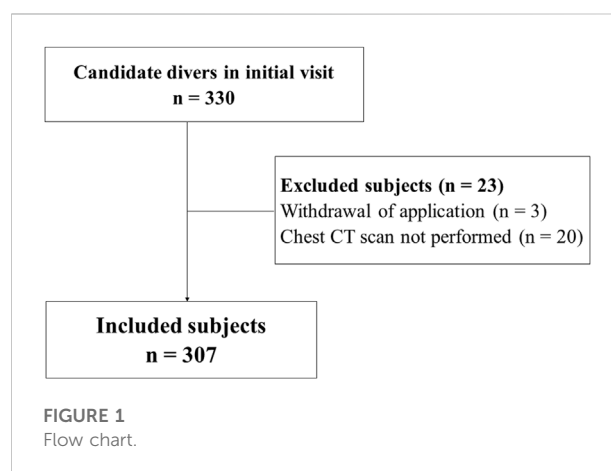 Candidate divers in initial visit
n = 330
Excluded subjects (n = 23)
Withdrawal of application (n = 3)
Chest CT scan not performed (n = 20)
Included subjects
n = 307
FIGURE 1
Flow chart.